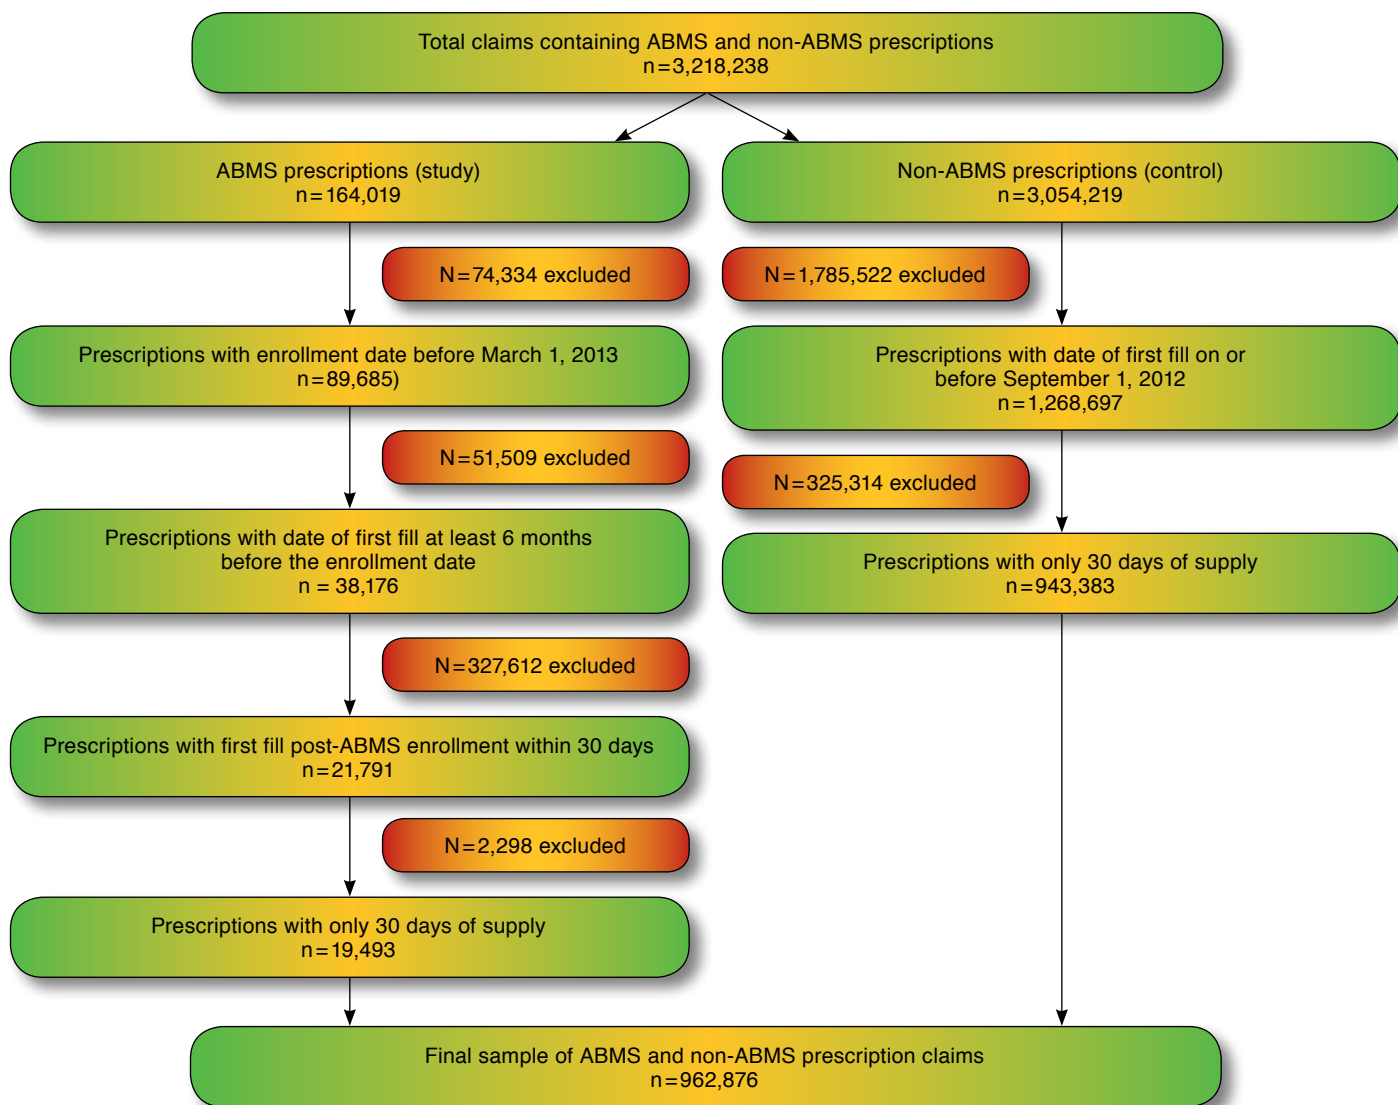 Total claims containing ABMS and non-ABMS prescriptions
n=3,218,238
ABMS prescriptions (study)
n=164,019
Non-ABMS prescriptions (control)
n=3,054,219
N=74,334 excluded
N=1,785,522 excluded
Prescriptions with enrollment date before March 1, 2013
n=89,685)
Prescriptions with date of first fill on or
before September 1, 2012
n=1,268,697
N=51,509 excluded
N=325,314 excluded
Prescriptions with date of first fill at least 6 months
before the enrollment date
n = 38,176
Prescriptions with only 30 days of supply
n=943,383
N=327,612 excluded
Prescriptions with first fill post-ABMS enrollment within 30 days
n=21,791
N=2,298 excluded
Prescriptions with only 30 days of supply
n=19,493
Final sample of ABMS and non-ABMS prescription claims
n=962,876